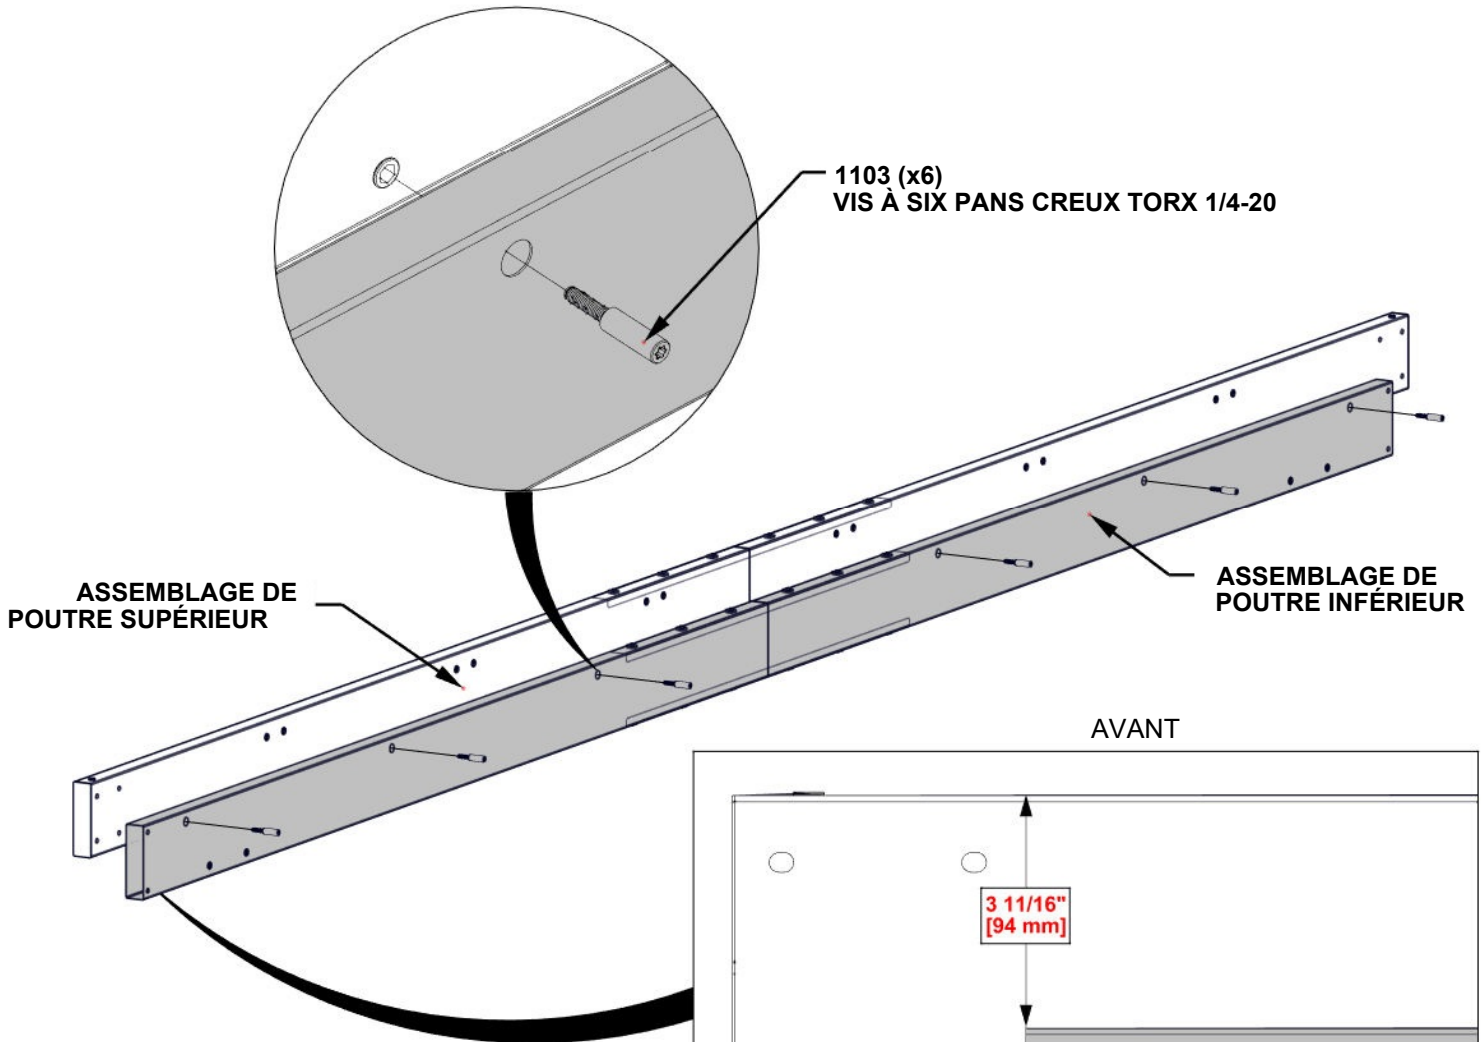 1103 (x6)
VIS À SIX PANS CREUX TORX 1/4-20
ASSEMBLAGE DE
POUTRE SUPÉRIEUR
ASSEMBLAGE DE
POUTRE INFÉRIEUR
AVANT
3 11/16"
[94 mm]